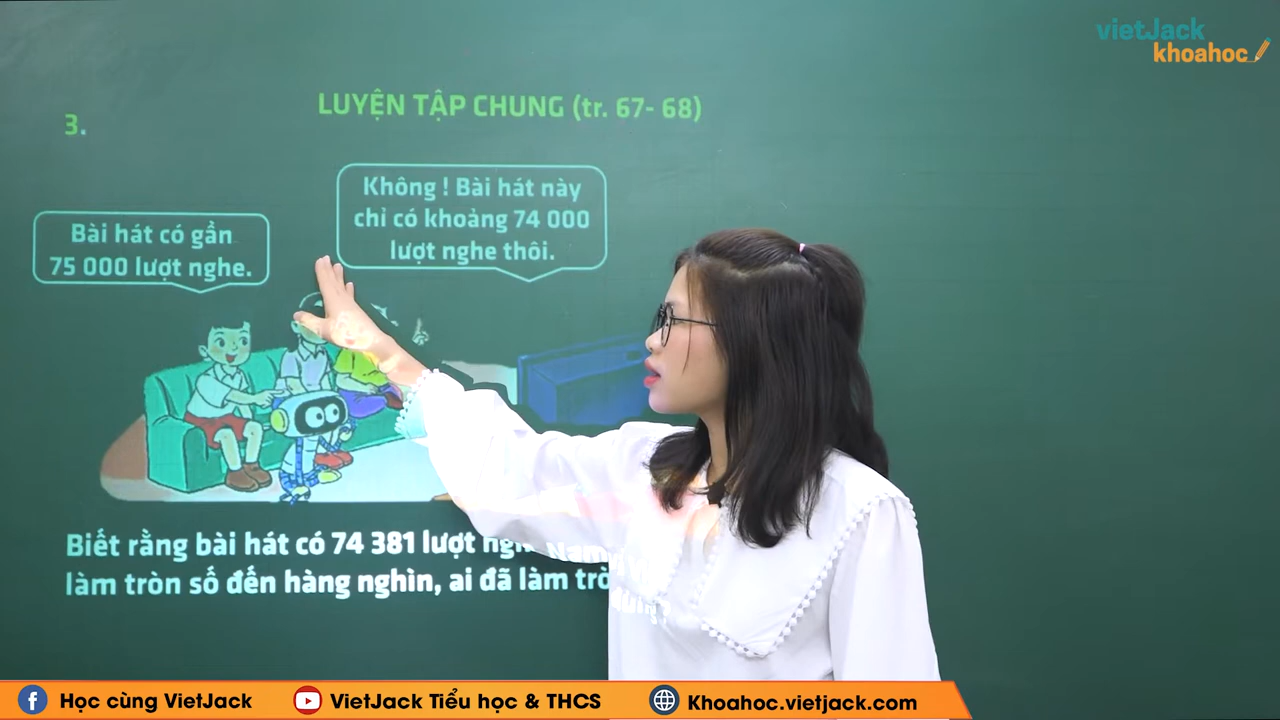 vietJack
khoahoc
LUYỆN TẬP CHUNG (tr. 67- 68)
3.
Không ! Bài hát này
chỉ có khoảng 74 000
lượt nghe thôi.
Bài hát có gần
75 000 lượt nghe.
Biết rằng bài hát có 74 381 lượt Nam
làm tròn số đến hàng nghìn, ai đã làm
Học cùng VietJack
VietJack Tiểu học & THCS
Khoahoc.vietjack.com